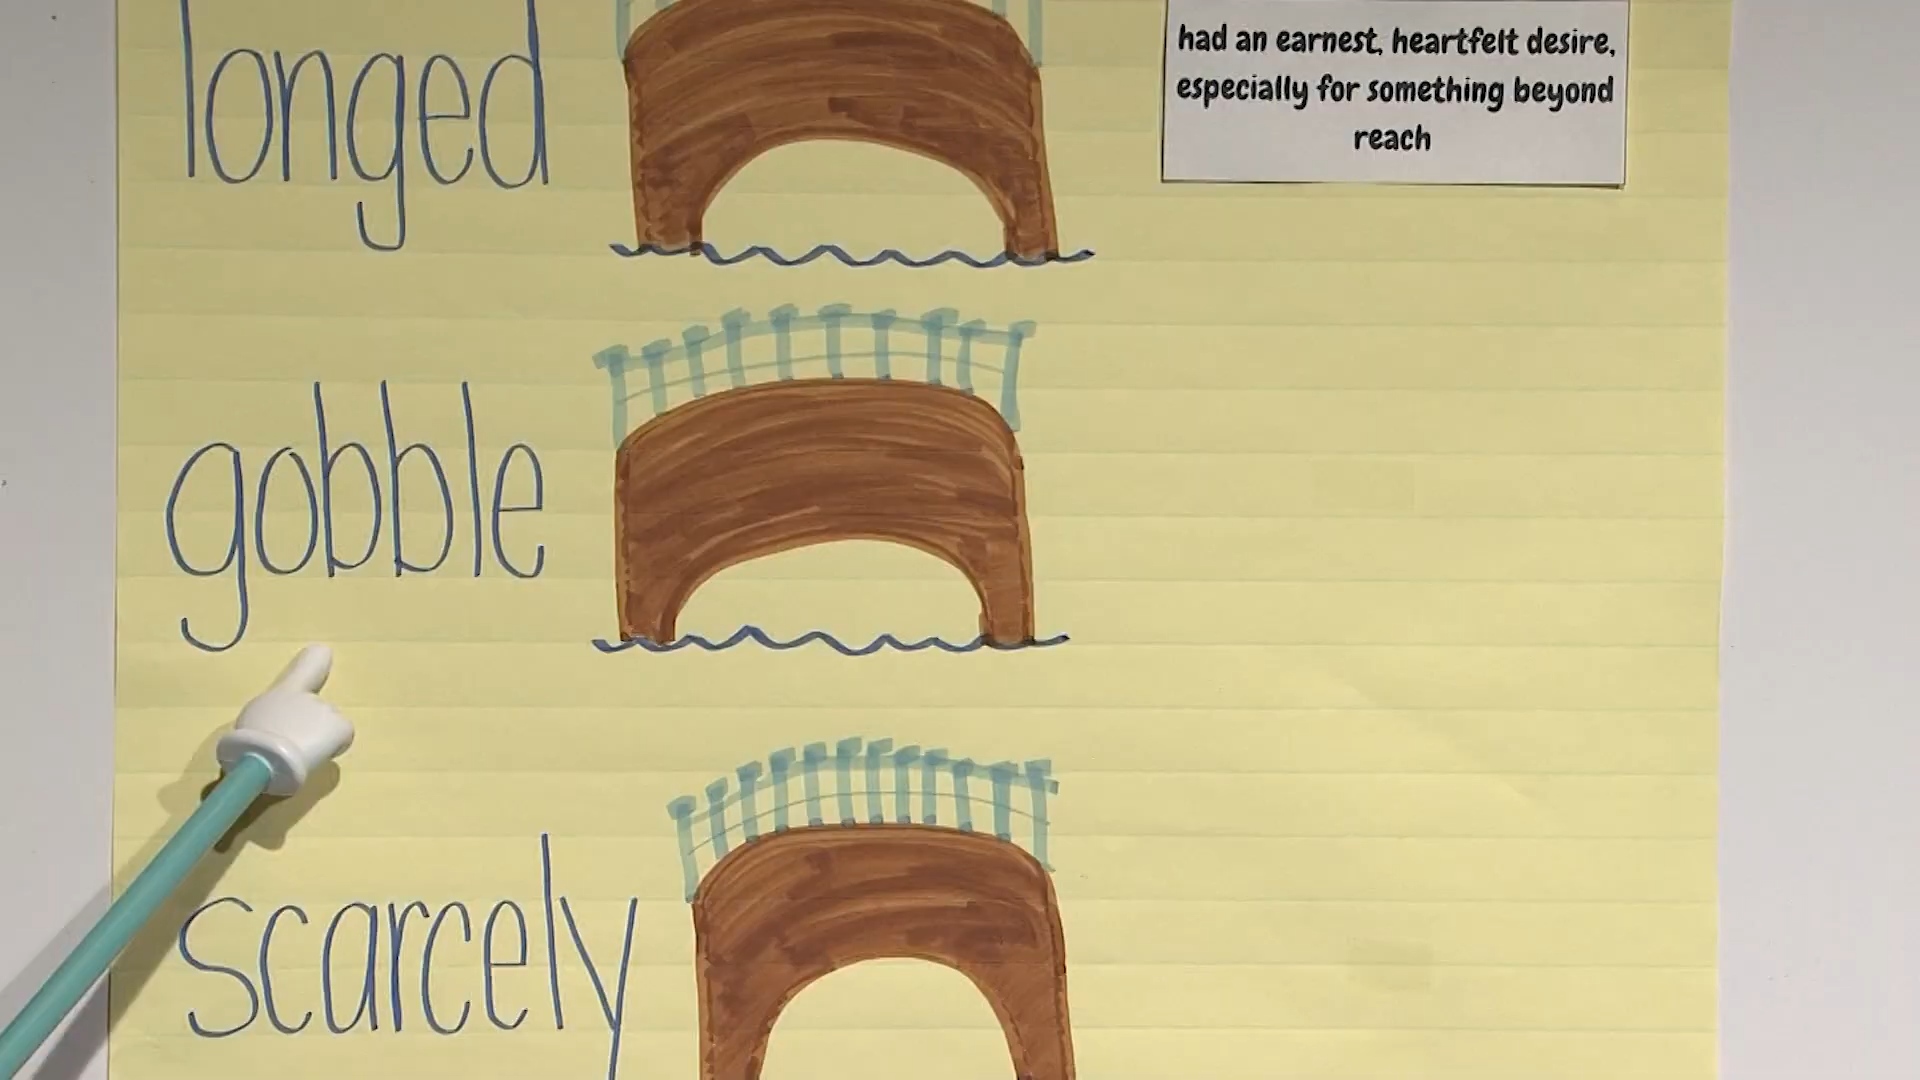 longed
had an earnest, heartfelt desire,
especially for something beyond
reach
gobble
scarcely